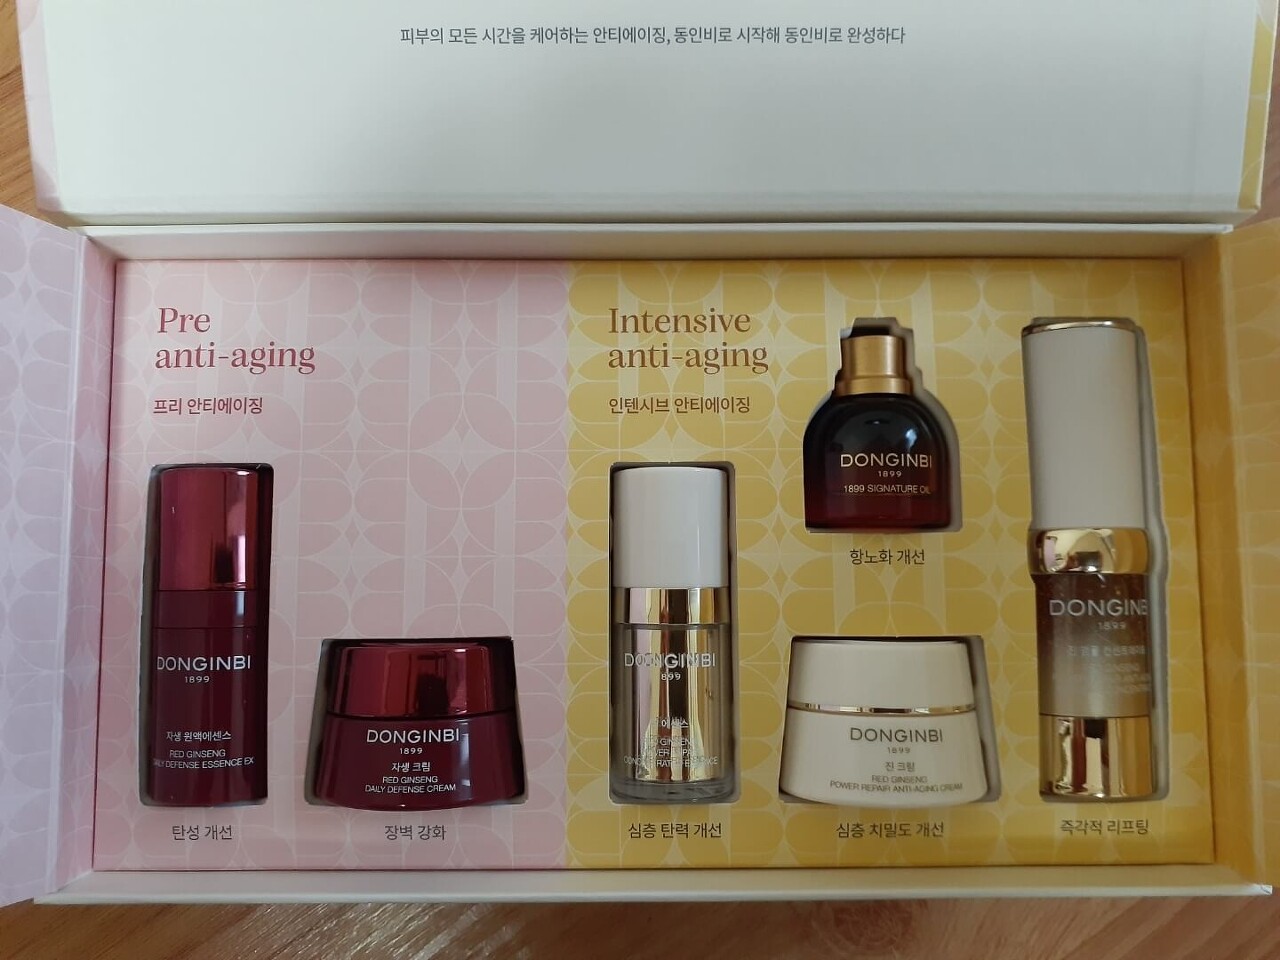 피부의 모든 시간을 케어하는 안티에이징, 동인비로 시작해 동인비로 완성하다
Pre
anti-aging
프리 안티에이징
DONGINBI
1899
자생 원액에센스
RED GINSENG
DAILY DEFENSE ESSENCE EX
탄성 개선
DONGINBI
1899
자생 크림
RED GINSENG
DAILY DEFENSE CREAM
장벽 강화
Intensive
anti-aging
인텐시브 안티에이징
DONGINBI
1899
에센스
심층 탄력 개선
DONGINBI
1899
1899 SIGNATURE OIL
항노화 개선
DONGINBI
1899
진 크림
RED GINSENG
POWER REPAIR ANTI-AGING CREAM
심층 치밀도 개선
DONGINB
1899
즉각적 리프팅